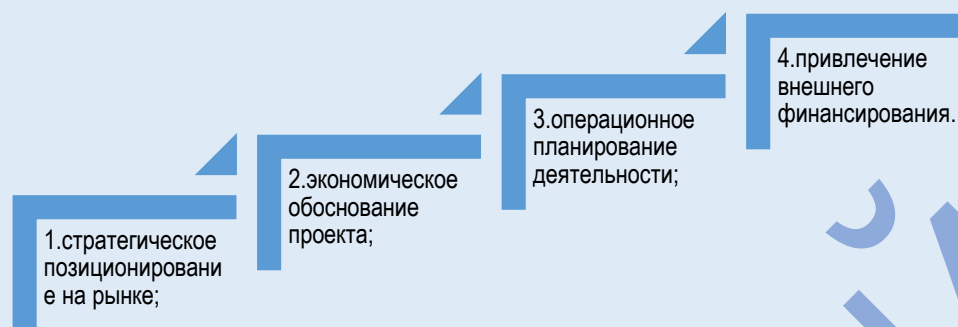 1.стратегическое
позиционировани
е на рынке;
2.экономическое
обоснование
проекта;
3.операционное
планирование
деятельности;
4.привлечение
внешнего
финансирования.